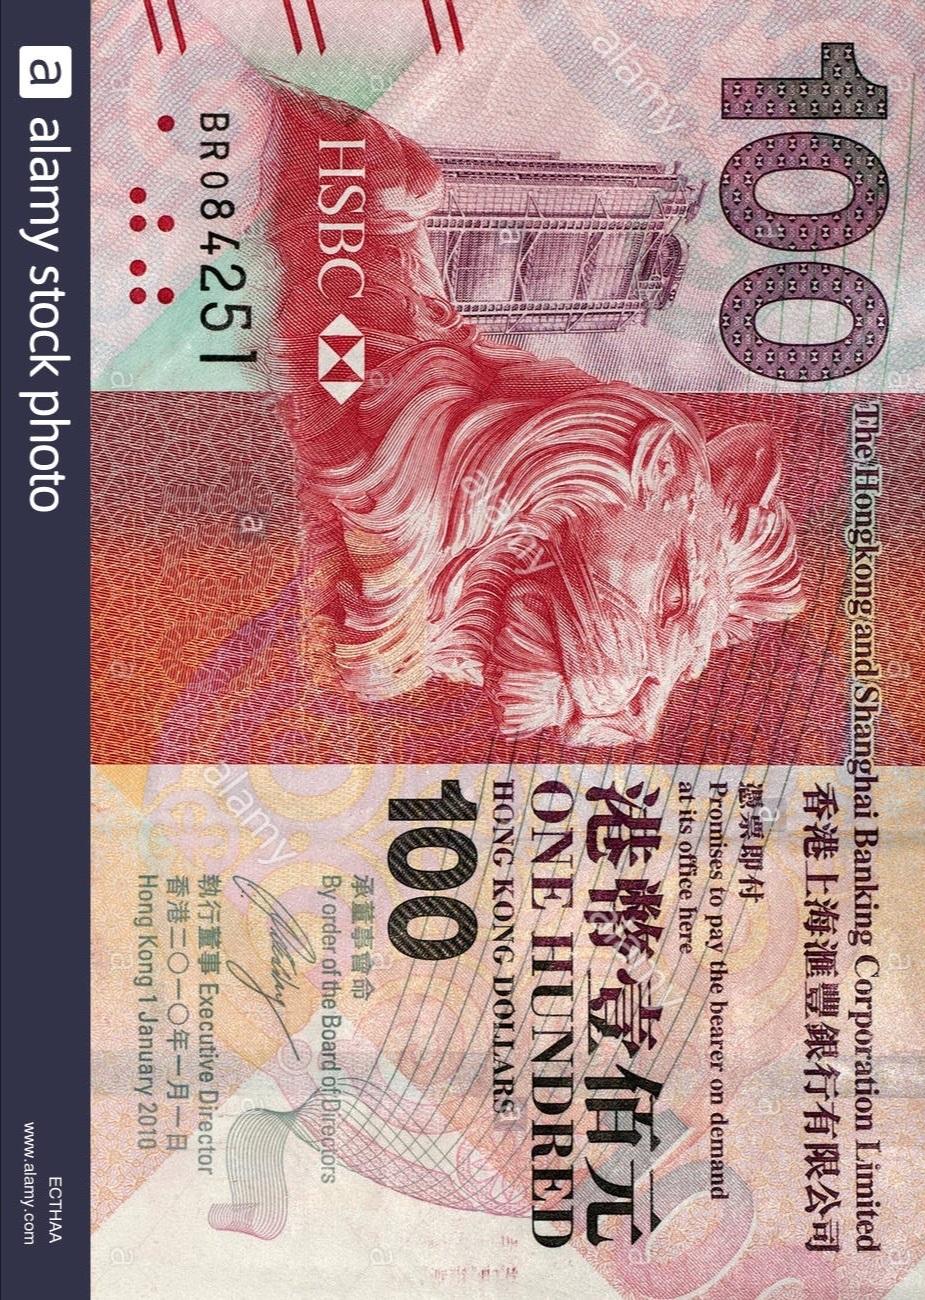 100
The Hongkong and Shanghai Banking Corporation Limited
香港上海滙豐銀行有限公司
憑票即付
Promises to pay the bearer on demand
at its office here
港幣壹佰元
ONE HUNDRED
HONG KONG DOLLARS
100
HSBC
BR084251
承董事會命
By order of the Board of Directors
執行董事 Executive Director
香港二〇一〇年一月一日
Hong Kong 1 January 2010
a alamy stock photo
ECTHAA
www.alamy.com